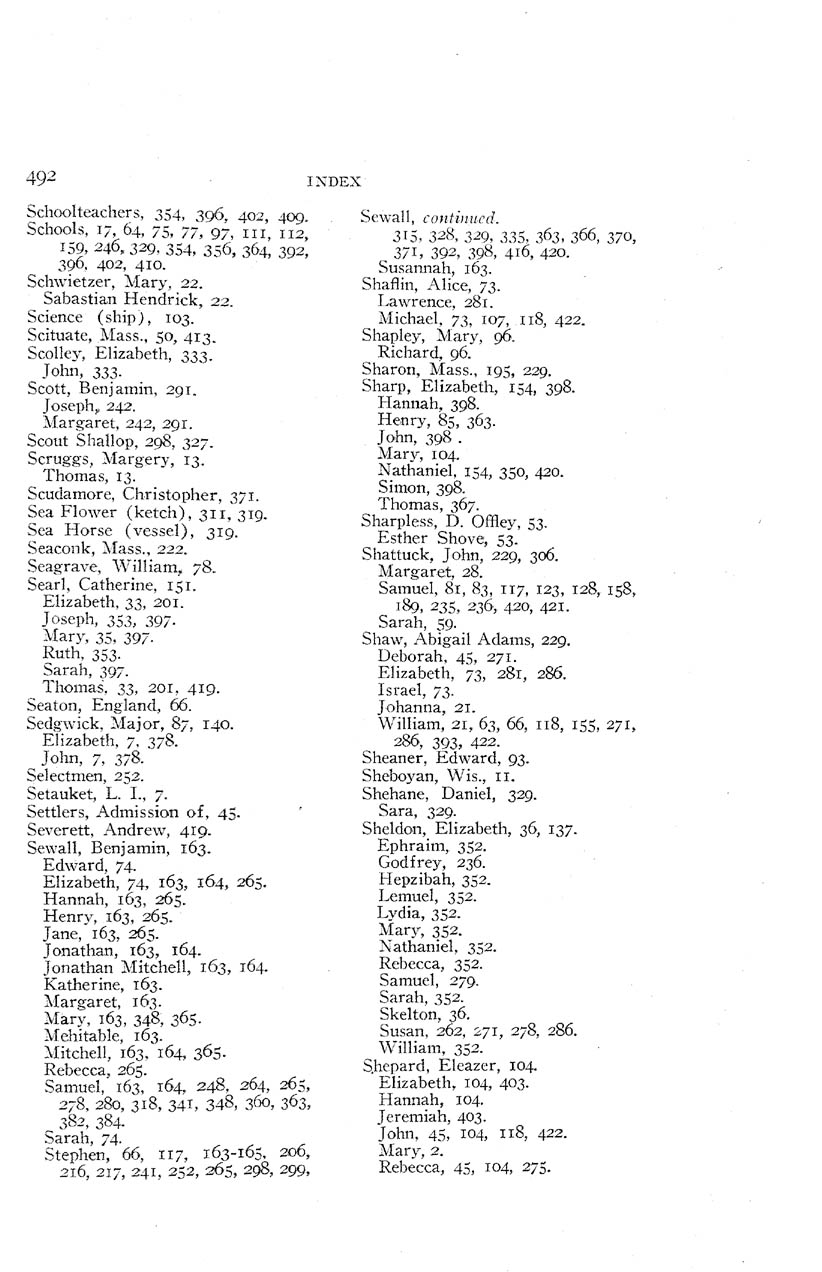 492
INDEX
Schoolteachers, 354, 396, 402, 409.
Schools, 17, 64, 75, 77, 97, 111, 112,
159, 246, 329, 354, 356, 364, 392,
396, 402, 410.
Schwietzer, Mary, 22.
Sabastian Hendrick, 22.
Science (ship), 103.
Scituate, Mass., 50, 413.
Scolley, Elizabeth, 333.
John, 333.
Scott, Benjamin, 291.
Joseph, 242.
Margaret, 242, 291.
Scout Shallop, 298, 327.
Scruggs, Margery, 13.
Thomas, 13.
Scudamore, Christopher, 371.
Sea Flower (ketch), 311, 319.
Sea Horse (vessel), 319.
Seaconk, Mass., 222.
Seagrave, William, 78.
Searl, Catherine, 151.
Elizabeth, 33, 201.
Joseph, 353, 397.
Mary, 35, 397.
Ruth, 353.
Sarah, 397.
Thomas, 33, 201, 419.
Seaton, England, 66.
Sedgwick, Major, 87, 140.
Elizabeth, 7, 378.
John, 7, 378.
Selectmen, 252.
Setauket, L. I., 7.
Settlers, Admission of, 45.
Severett, Andrew, 419.
Sewall, Benjamin, 163.
Edward, 74.
Elizabeth, 74, 163, 164, 265.
Hannah, 163, 265.
Henry, 163, 265.
Jane, 163, 265.
Jonathan, 163, 164.
Jonathan Mitchell, 163, 164.
Katherine, 163.
Margaret, 163.
Mary, 163, 348, 365.
Mehitable, 163.
Mitchell, 163, 164, 365.
Rebecca, 265.
Samuel, 163, 164, 248, 264, 265,
278, 280, 318, 341, 348, 360, 363,
382, 384.
Sarah, 74.
Stephen, 66, 117, 163-165, 206,
216, 217, 241, 252, 265, 298, 299,
Sewall, continued.
315, 328, 329, 335, 363, 366, 370,
371, 392, 398, 416, 420.
Susannah, 163.
Shaflin, Alice, 73.
Lawrence, 281.
Michael, 73, 107, 118, 422.
Shapley, Mary, 96.
Richard, 96.
Sharon, Mass., 195, 229.
Sharp, Elizabeth, 154, 398.
Hannah, 398.
Henry, 85, 363.
John, 398 .
Mary, 104.
Nathaniel, 154, 350, 420.
Simon, 398.
Thomas, 367.
Sharpless, D. Offley, 53.
Esther Shove, 53.
Shattuck, John, 229, 306.
Margaret, 28.
Samuel, 81, 83, 117, 123, 128, 158,
189, 235, 236, 420, 421.
Sarah, 59.
Shaw, Abigail Adams, 229.
Deborah, 45, 271.
Elizabeth, 73, 281, 286.
Israel, 73.
Johanna, 21.
William, 21, 63, 66, 118, 155, 271,
286, 393, 422.
Sheaner, Edward, 93.
Sheboyan, Wis., 11.
Shehane, Daniel, 329.
Sara, 329.
Sheldon, Elizabeth, 36, 137.
Ephraim, 352.
Godfrey, 236.
Hepzibah, 352.
Lemuel, 352.
Lydia, 352.
Mary, 352.
Nathaniel, 352.
Rebecca, 352.
Samuel, 279.
Sarah, 352.
Skelton, 36.
Susan, 262, 271, 278, 286.
William, 352.
Shepard, Eleazer, 104.
Elizabeth, 104, 403.
Hannah, 104.
Jeremiah, 403.
John, 45, 104, 118, 422.
Mary, 2.
Rebecca, 45, 104, 275.